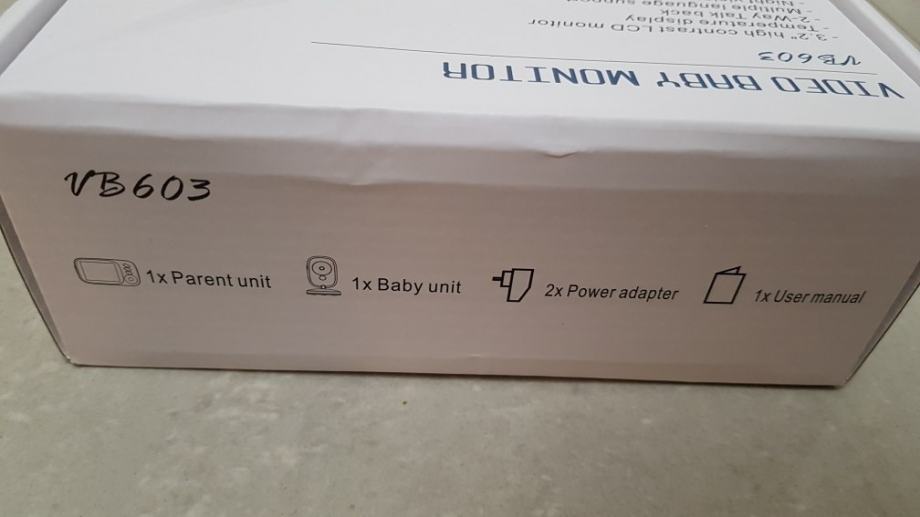 VIDEO BABY MONITOR
VB603
- 3.2" high contrast LCD monitor
- Temperature display
- 2-Way Talk back
- Multiple language
- Night
VB603
1x Parent unit
1x Baby unit
2x Power adapter
1x User manual